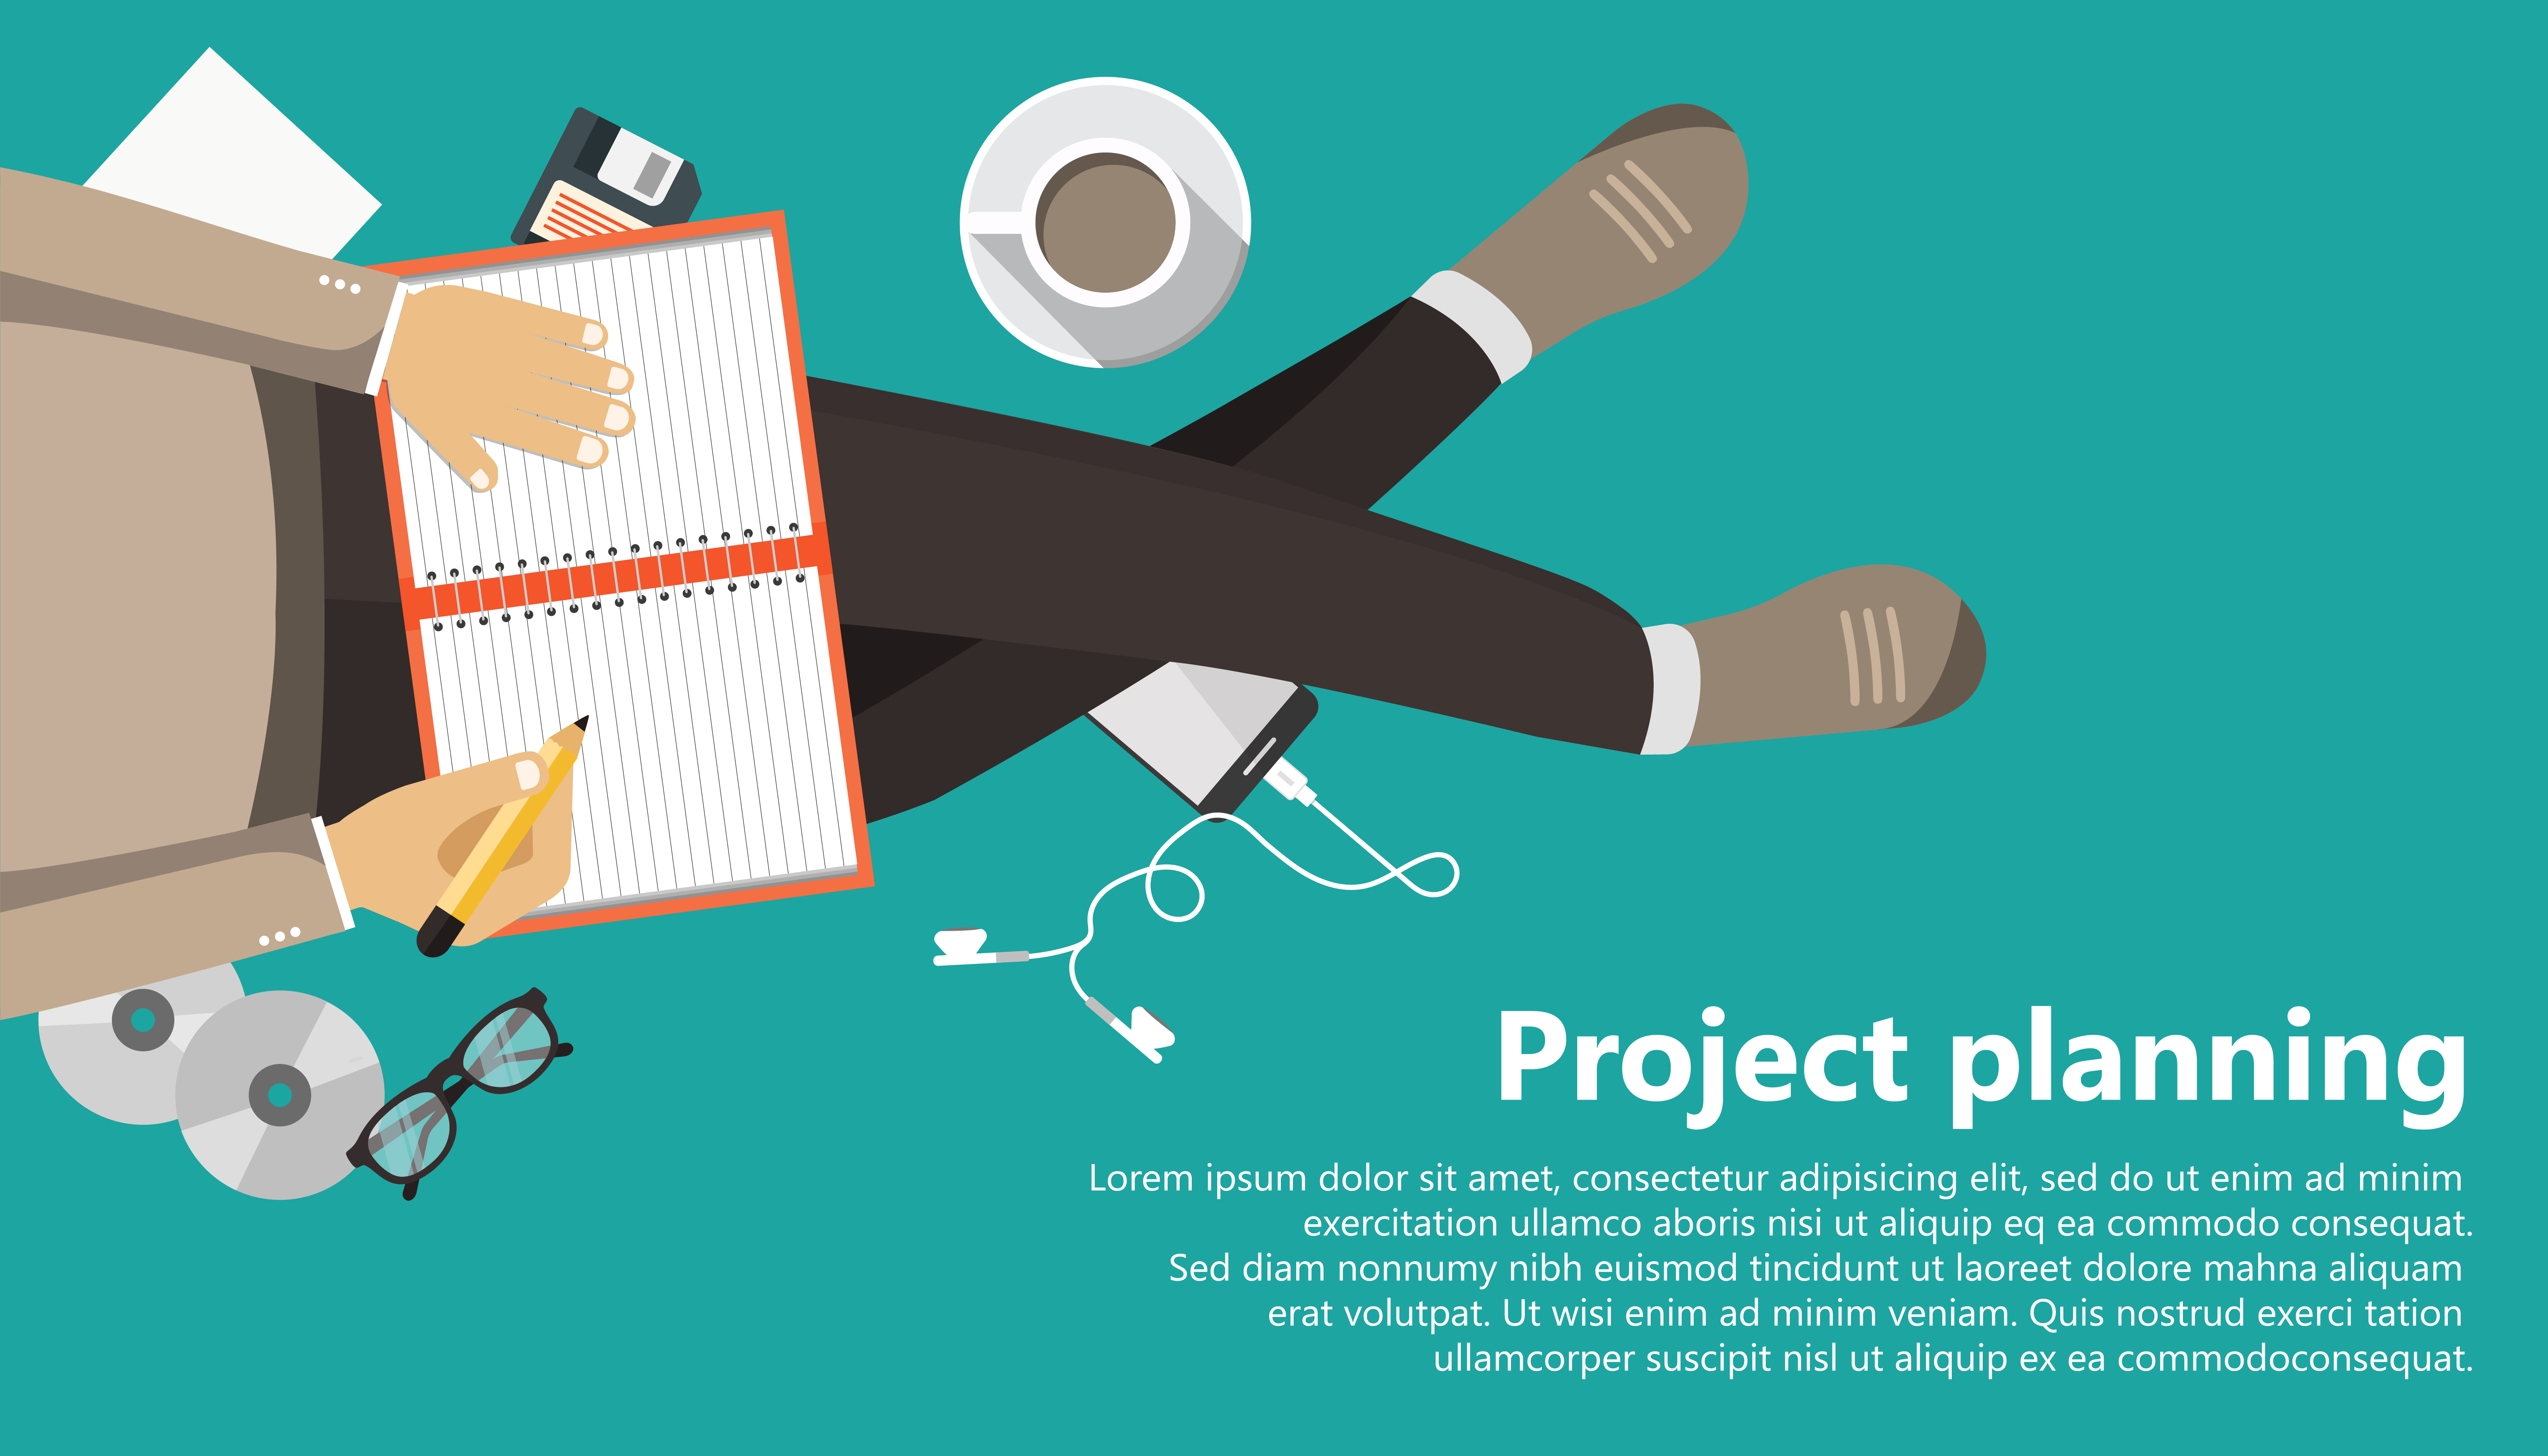 Project planning
Lorem ipsum dolor sit amet, consectetur adipisicing elit, sed do ut enim ad minim
exercitation ullamco aboris nisi ut aliquip eq ea commodo consequat.
Sed diam nonnumy nibh euismod tincidunt ut laoreet dolore mahna aliquam
erat volutpat. Ut wisi enim ad minim veniam. Quis nostrud exerci tation
ullamcorper suscipit nisl ut aliquip ex ea commodoconsequat.